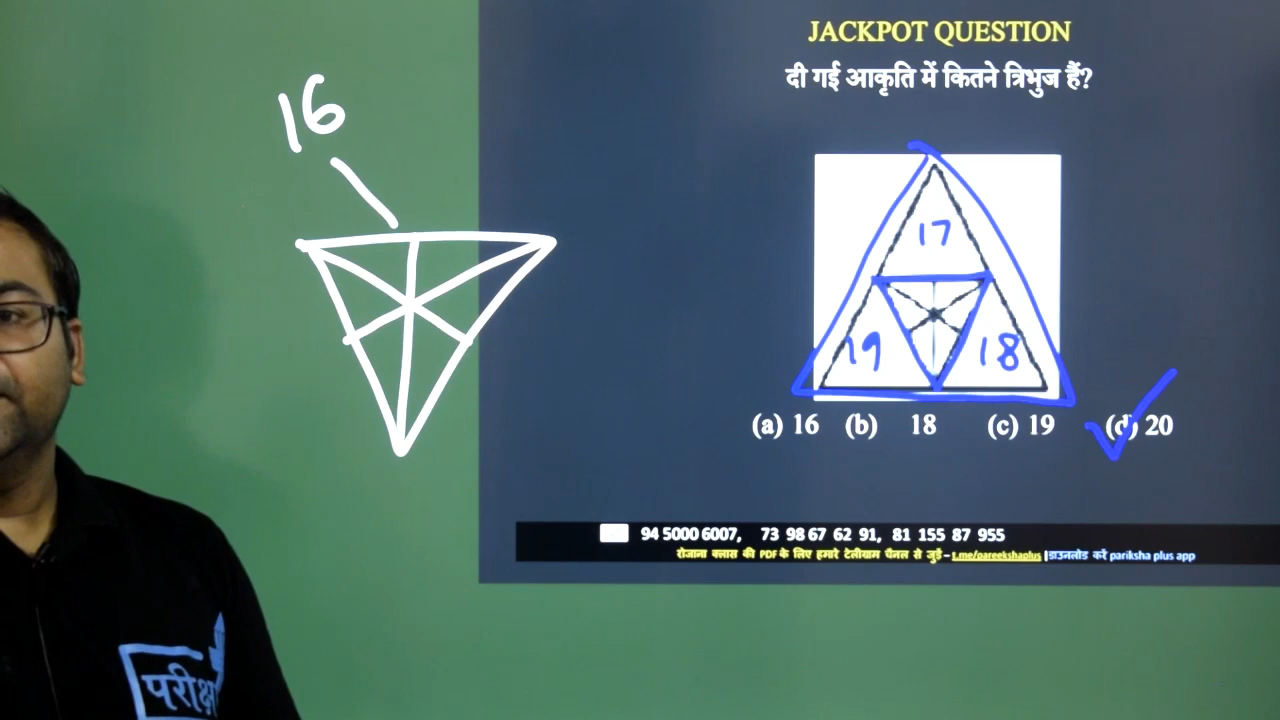 JACKPOT QUESTION
दी गई आकृति में कितने त्रिभुज हैं?
16
17
19
18
(a) 16 (b) 18 (c) 19 (d) 20
94 5000 6007, 73 98 67 62 91, 81 155 87 955
रोजाना क्लास की PDF के लिए हमारे टेलीग्राम चैनल से जुड़ें – t.me/pareekshaplus |डाउनलोड करें pariksha plus app
परीक्षा